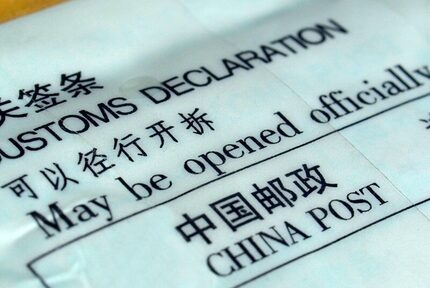 关签条
CUSTOMS DECLARATION
可以径行开拆
May be opened officially
中国邮政
CHINA POST